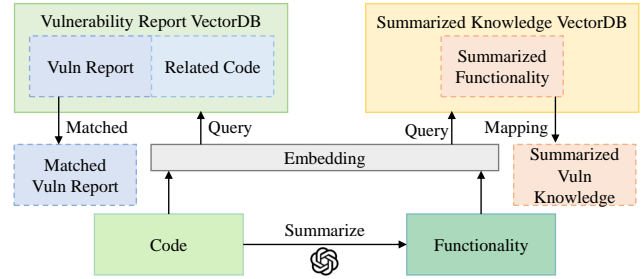 Vulnerability Report VectorDB
Summarized Knowledge VectorDB
Vuln Report
Related Code
Summarized
Functionality
Matched
Query
Query
Mapping
Matched
Vuln Report
Embedding
Summarized
Vuln
Knowledge
Code
Summarize
Functionality